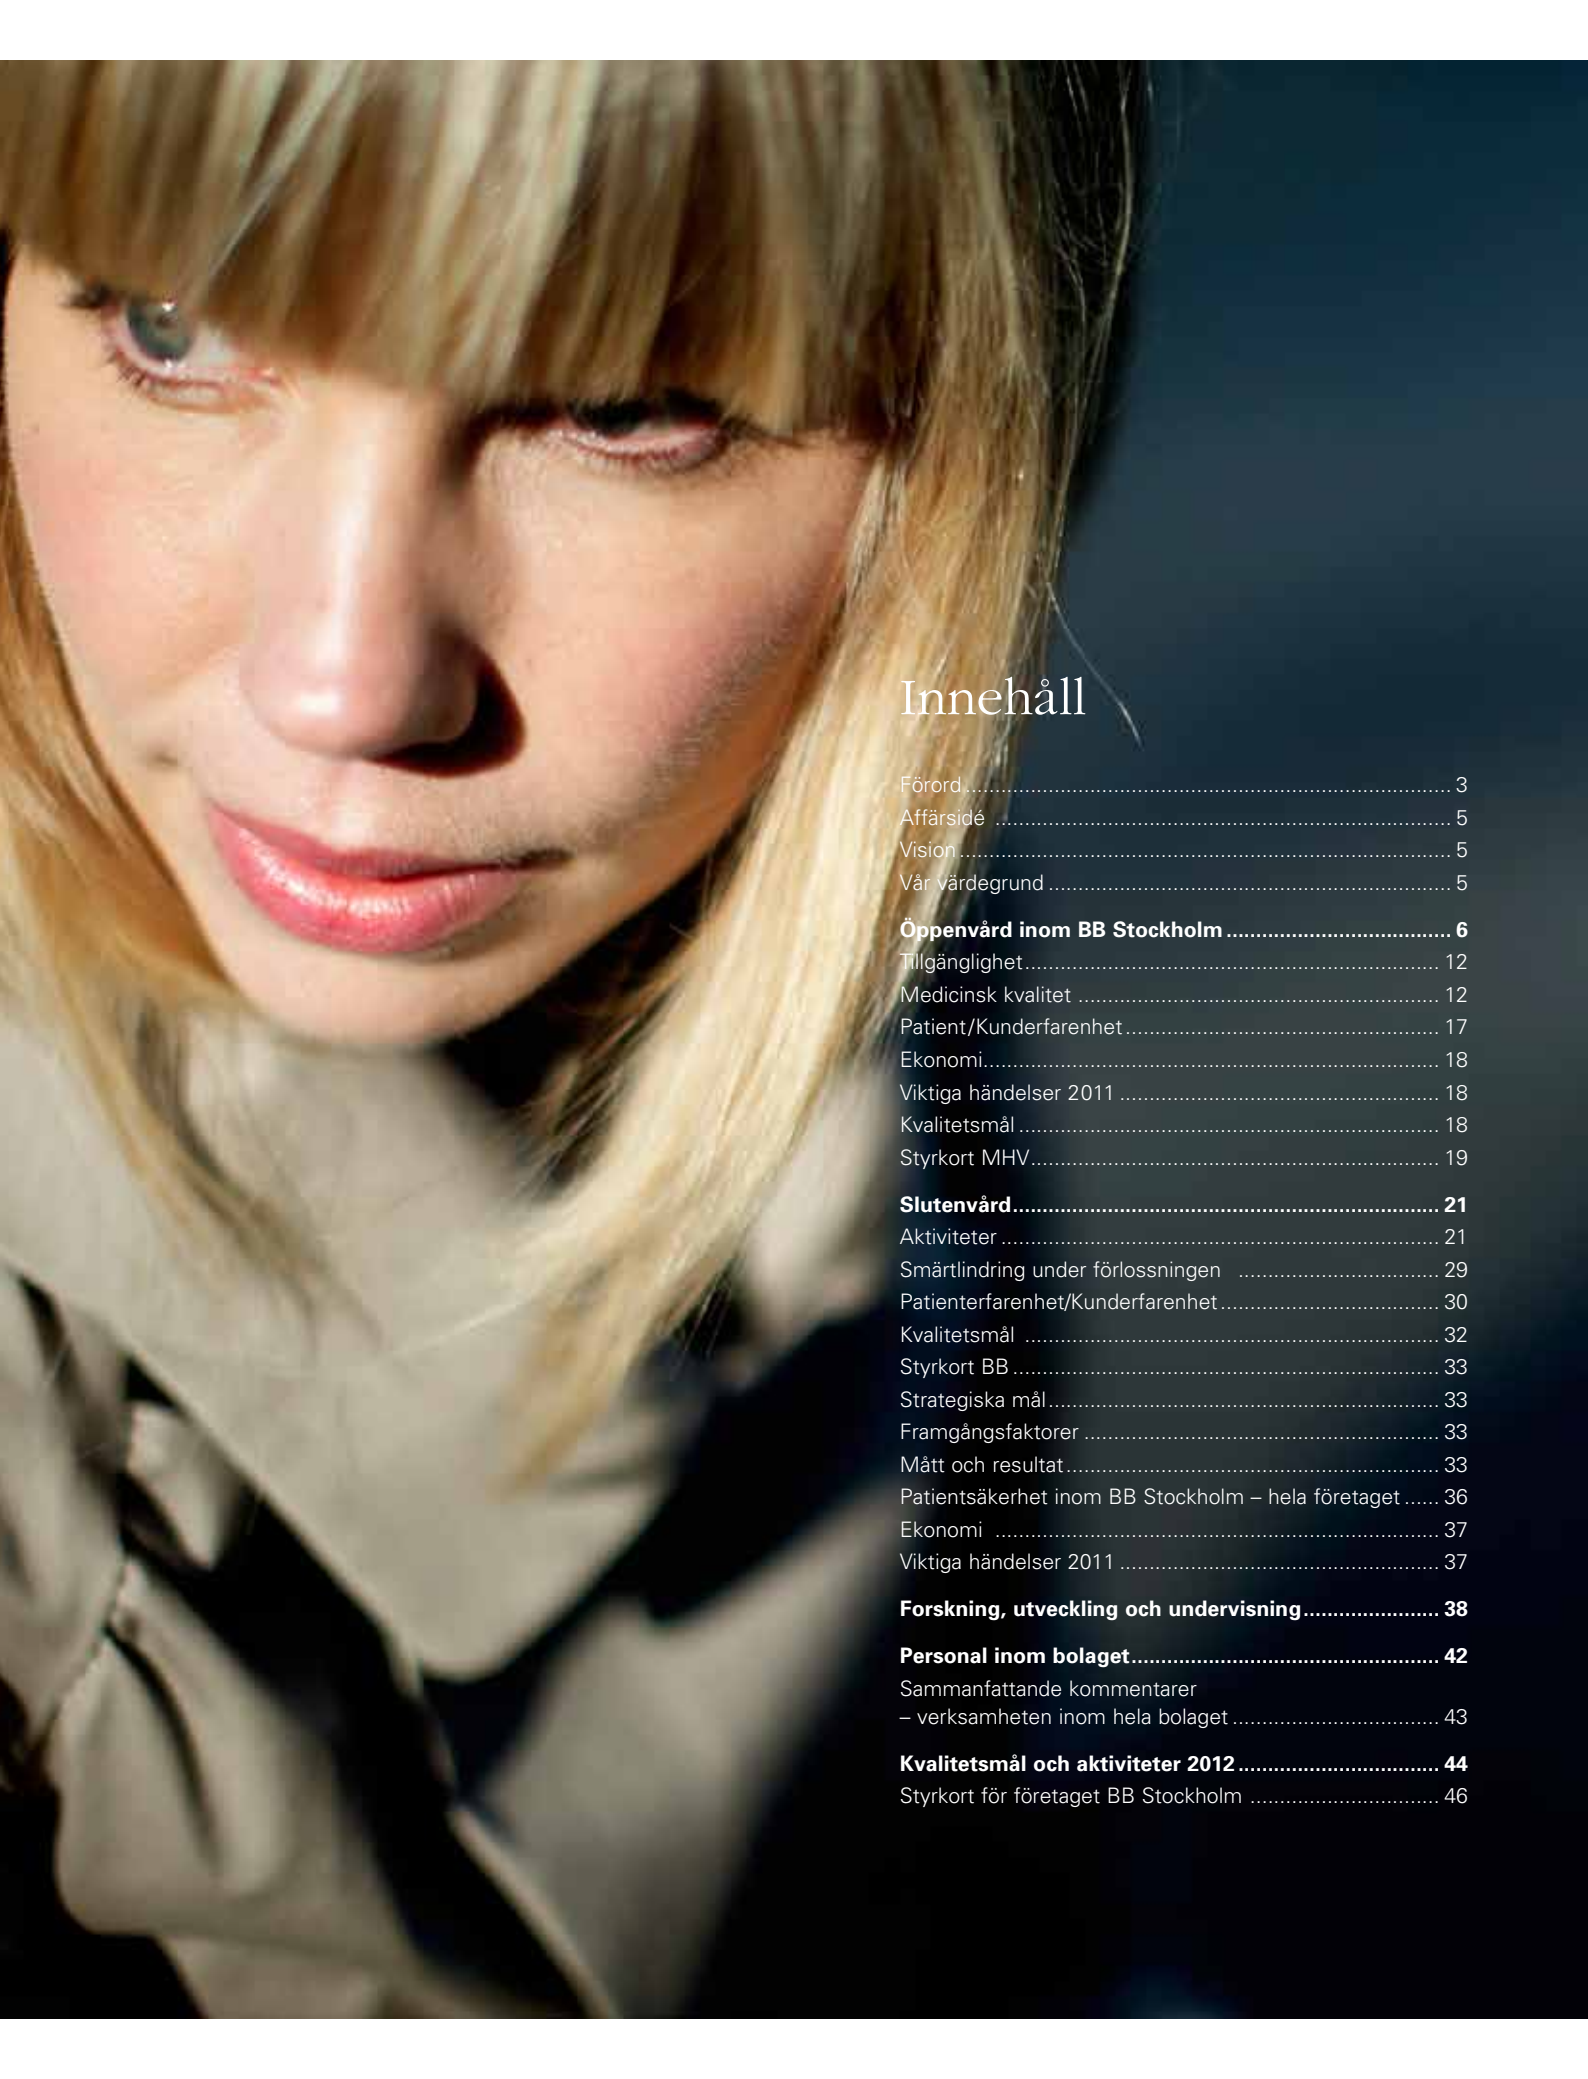 Innehåll
Förord 3
Affärsidé 5
Vision 5
Vår värdegrund 5
Öppenvård inom BB Stockholm 6
Tillgänglighet 12
Medicinsk kvalitet 12
Patient/Kunderfarenhet 17
Ekonomi 18
Viktiga händelser 2011 18
Kvalitetsmål 18
Styrkort MHV 19
Slutenvård 21
Aktiviteter 21
Smärtlindring under förlossningen 29
Patienterfarenhet/Kunderfarenhet 30
Kvalitetsmål 32
Styrkort BB 33
Strategiska mål 33
Framgångsfaktorer 33
Mått och resultat 33
Patientsäkerhet inom BB Stockholm – hela företaget 36
Ekonomi 37
Viktiga händelser 2011 37
Forskning, utveckling och undervisning 38
Personal inom bolaget 42
Sammanfattande kommentarer
– verksamheten inom hela bolaget 43
Kvalitetsmål och aktiviteter 2012 44
Styrkort för företaget BB Stockholm 46